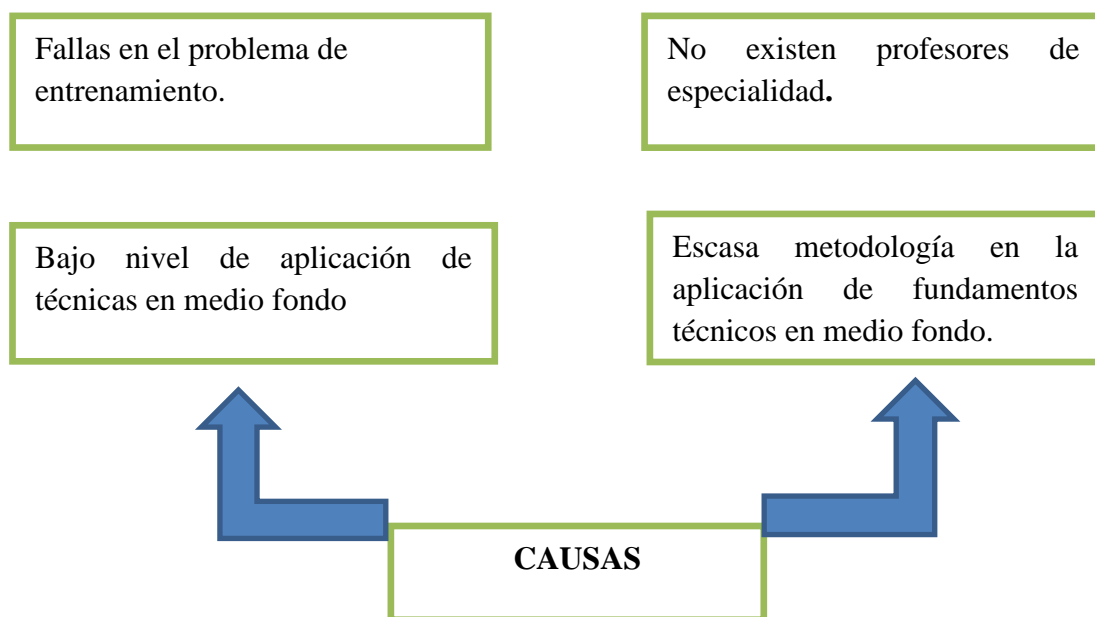 Fallas en el problema de
entrenamiento.
No existen profesores de
especialidad.
Bajo nivel de aplicación de
técnicas en medio fondo
Escasa metodología en la
aplicación de fundamentos
técnicos en medio fondo.
CAUSAS